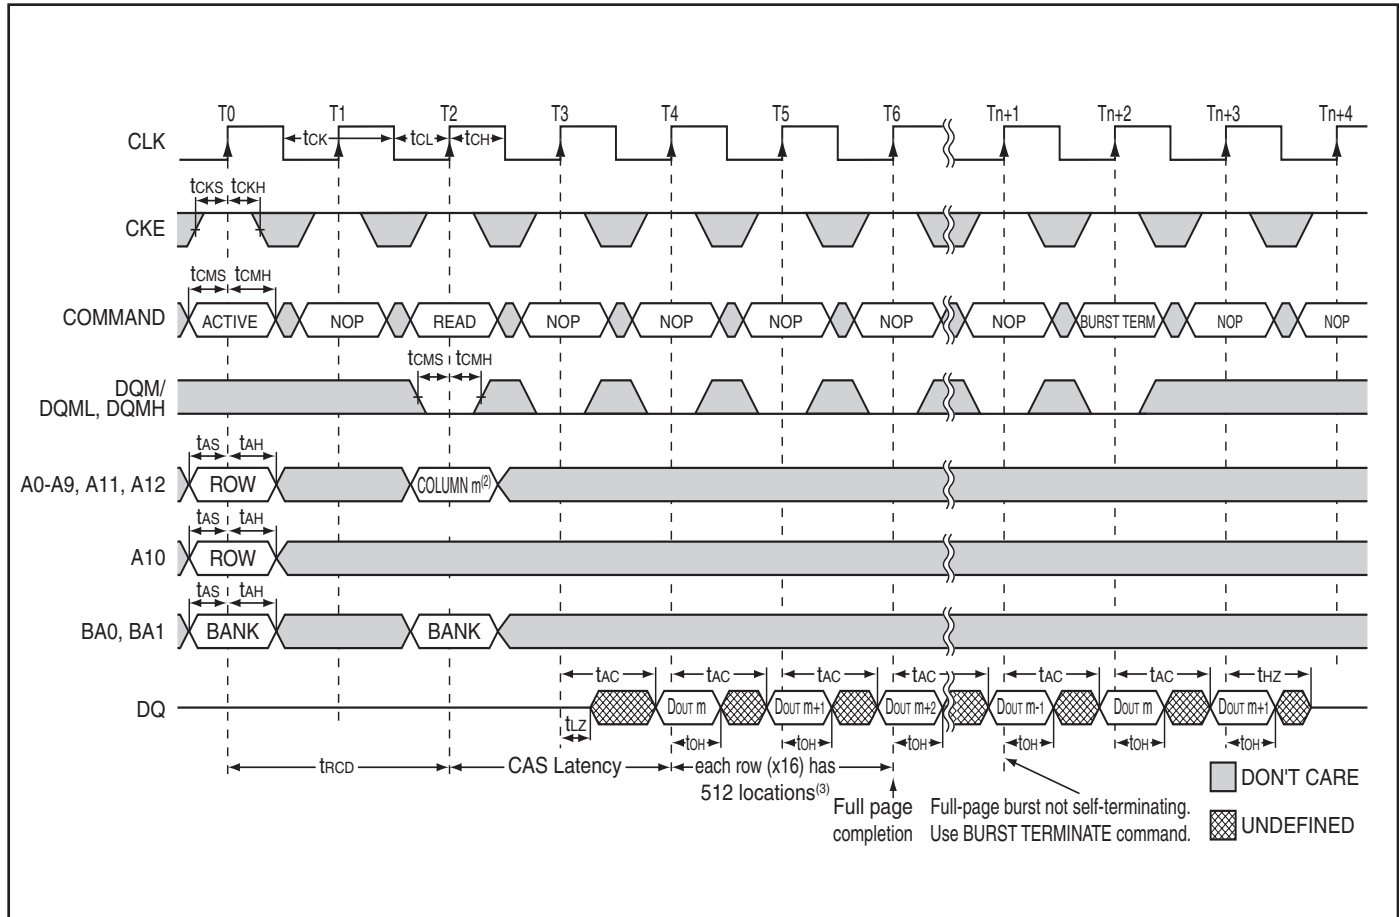 T0 T1 T2 T3 T4 T5 T6 Tn+1 Tn+2 Tn+3 Tn+4
CLK
tCK tCL tCH
tCKS tCKH
CKE
tCMS tCMH
COMMAND ACTIVE NOP READ NOP NOP NOP NOP NOP BURST TERM NOP NOP
tCMS tCMH
DQM/
DQML, DQMH
tAS tAH
A0-A9, A11, A12 ROW COLUMN m(2)
tAS tAH
A10 ROW
tAS tAH
BA0, BA1 BANK BANK
tAC tAC tAC tAC tAC tAC tHZ
DQ DOUT m DOUT m+1 DOUT m+2 DOUT m-1 DOUT m DOUT m+1
tLZ tOH tOH tOH tOH tOH tOH
tRCD CAS Latency each row (x16) has
512 locations(3)
Full page
completion
Full-page burst not self-terminating.
Use BURST TERMINATE command.
DON'T CARE
UNDEFINED